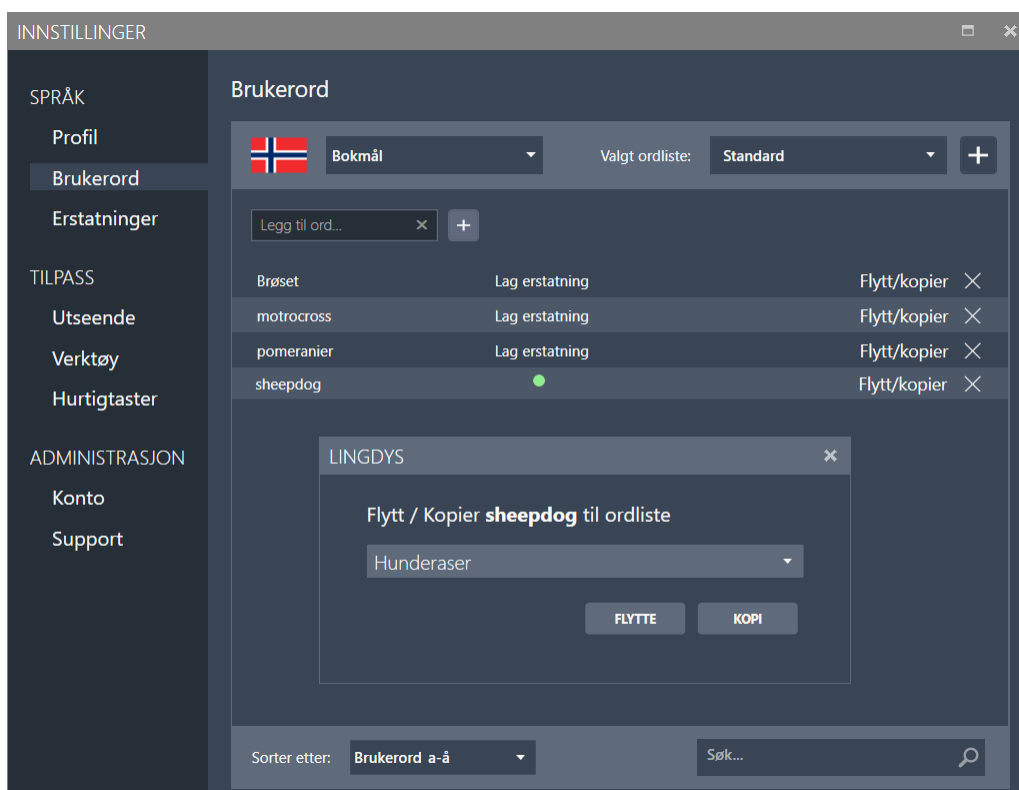 INNSTILLINGER
SPRÅK
Profil
Brukerord
Erstatninger
TILPASS
Utseende
Verktøy
Hurtigtaster
ADMINISTRASJON
Konto
Support
Brukerord
Bokmål Valgt ordliste: Standard
Legg til ord...
Brøset Lag erstatning Flytt/kopier
motrocross Lag erstatning Flytt/kopier
pomeranier Lag erstatning Flytt/kopier
sheepdog Flytt/kopier
LINGDYS
Flytt / Kopier sheepdog til ordliste
Hunderaser
FLYTTE KOPI
Sorter etter: Brukerord a-å Søk...